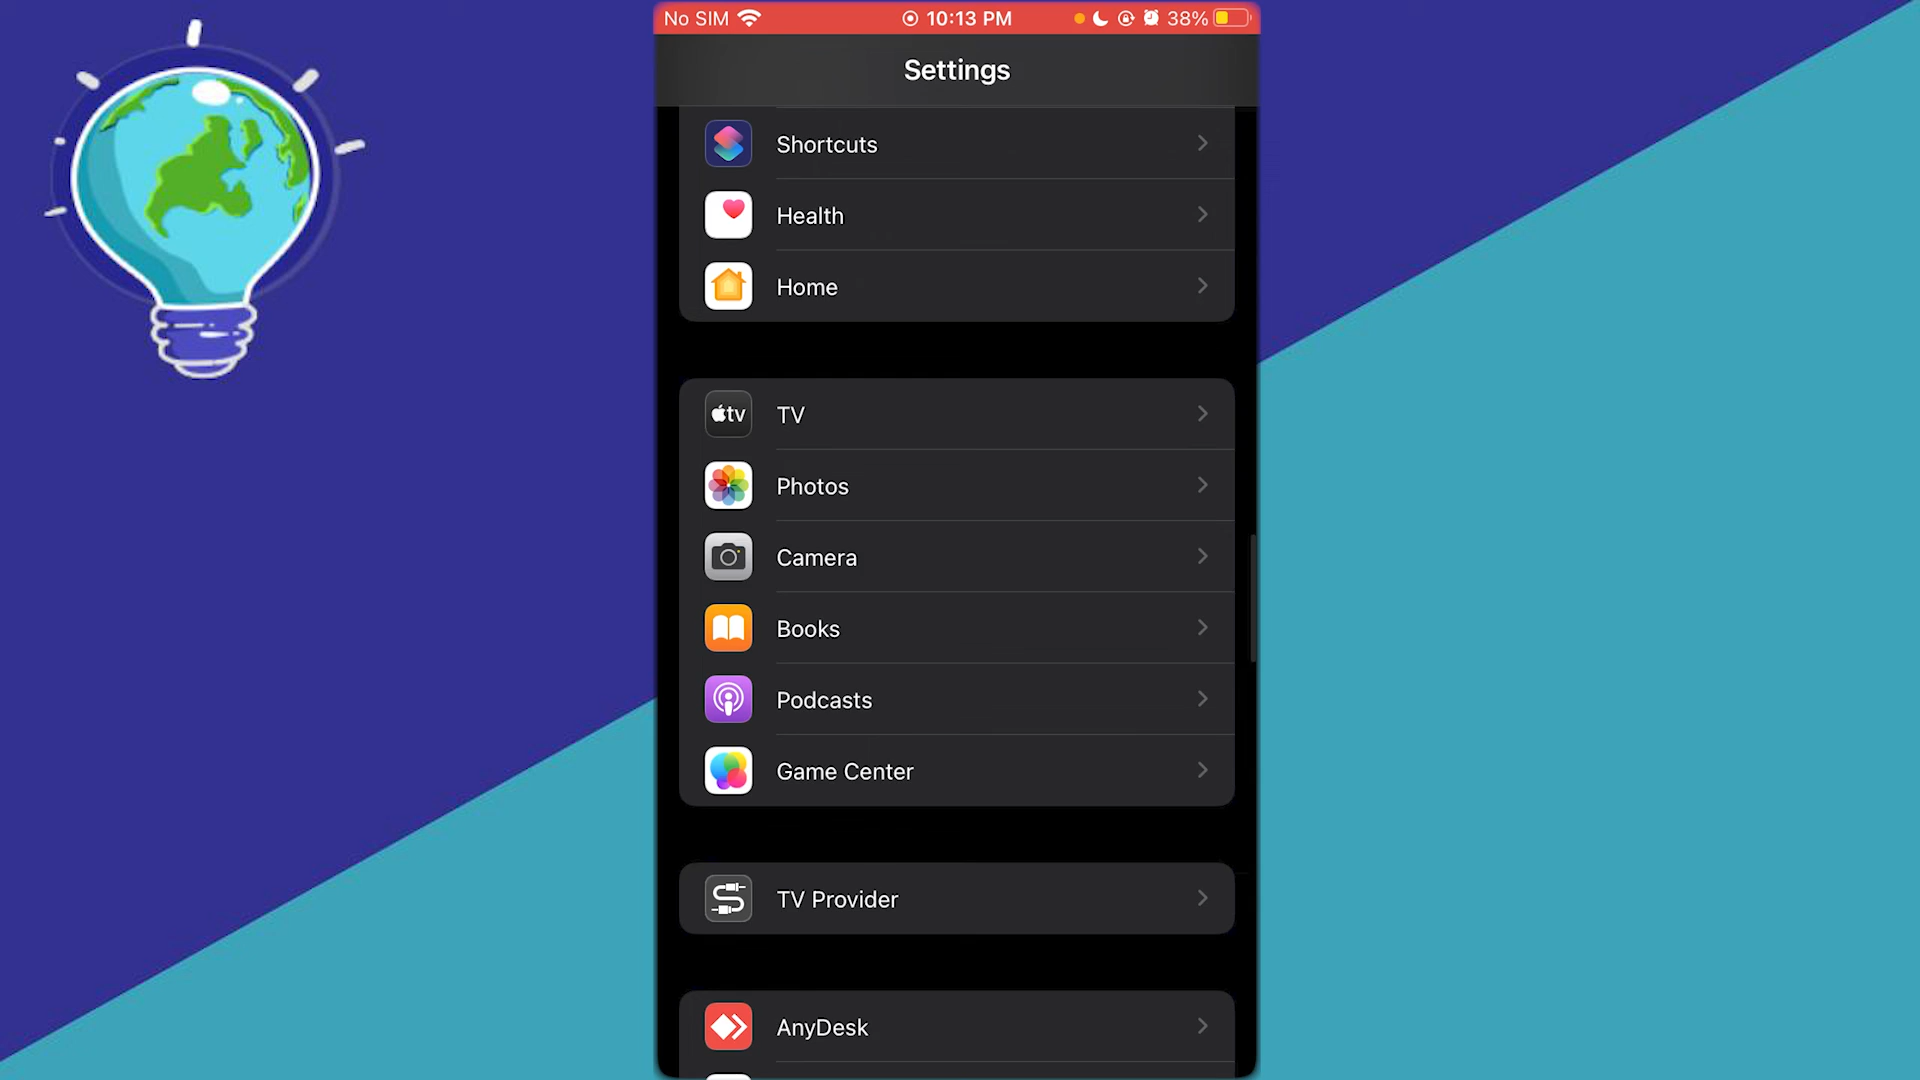 No SIM 10:13 PM 38%
Settings
Shortcuts
Health
Home
tv TV
Photos
Camera
Books
Podcasts
Game Center
TV Provider
AnyDesk